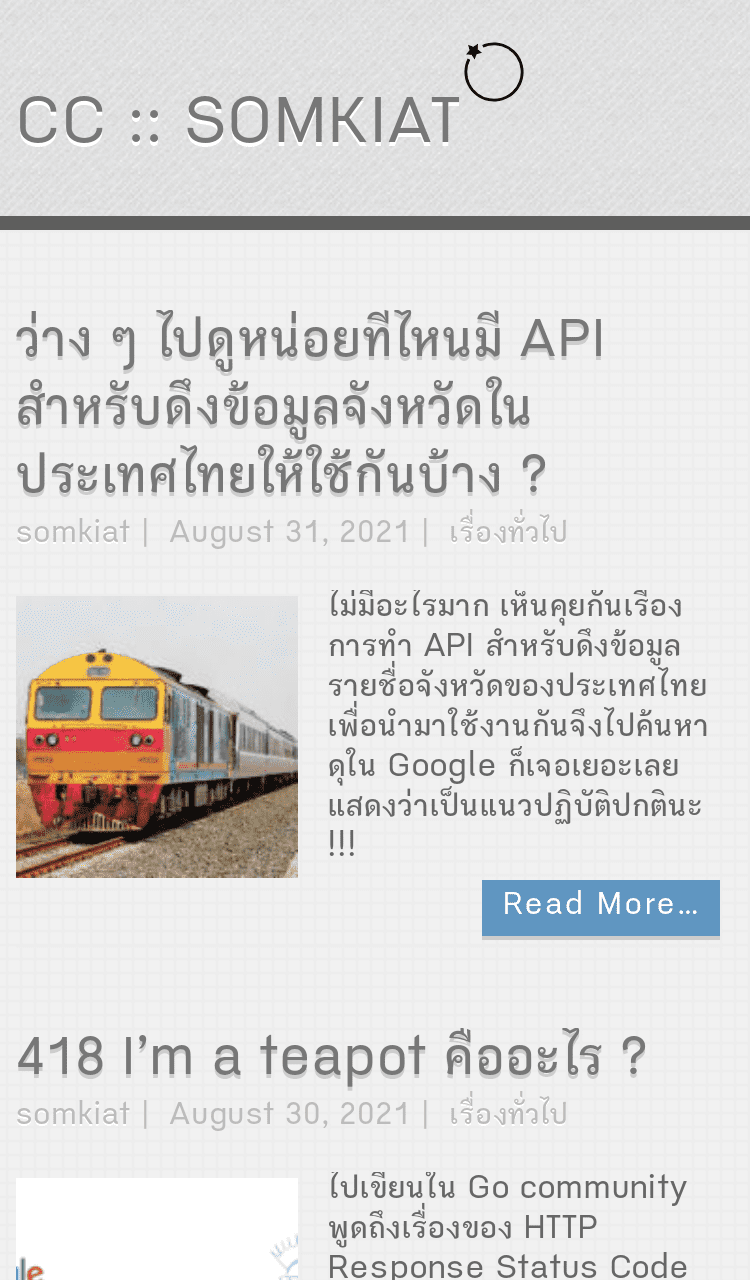 CC :: SOMKIAT
ว่าง ๆ ไปดูหน่อยทีไหนมี API
สำหรับดึงข้อมูลจังหวัดใน
ประเทศไทยให้ใช้กันบ้าง ?
somkiat | August 31, 2021 | เรื่องทั่วไป
ไม่มีอะไรมาก เห็นคุยกันเรื่อง
การทำ API สำหรับดึงข้อมูล
รายชื่อจังหวัดของประเทศไทย
เพื่อนำมาใช้งานกันจึงไปค้นหา
ดุใน Google ก็เจอเยอะเลย
แสดงว่าเป็นแนวปฏิบัติปกตินะ
!!!
Read More…
418 I’m a teapot คืออะไร ?
somkiat | August 30, 2021 | เรื่องทั่วไป
ไปเขียนใน Go community
พูดถึงเรื่องของ HTTP
Response Status Code